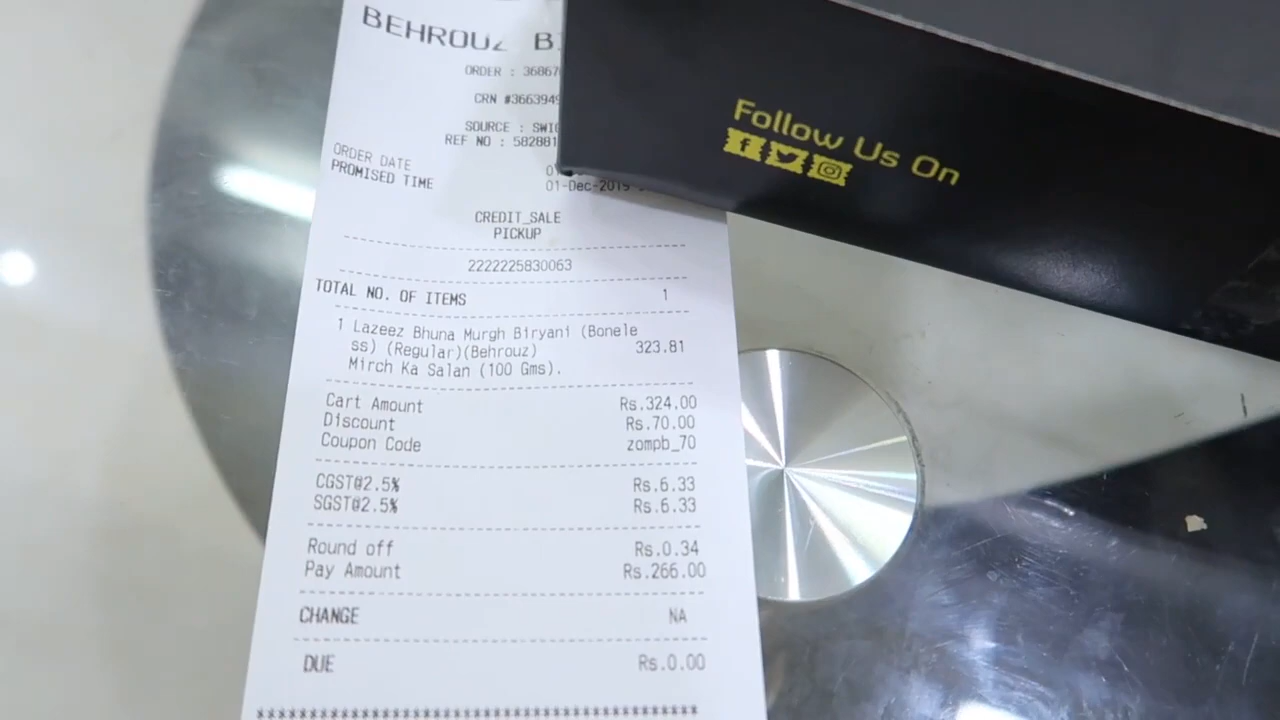 BEHROUZ
ORDER :
CRN
SOURCE :
REF NO :
ORDER DATE
PROMISED TIME
CREDIT_SALE
PICKUP
2222225830063
TOTAL NO. OF ITEMS 1
1 Lazeez Bhuna Murgh Biryani (Bonele
ss) (Regular)(Behrouz) 323.81
Mirch Ka Salan (100 Gms).
Cart Amount Rs.324.00
Discount Rs.70.00
Coupon Code zompb_70
CGST@2.5% Rs.6.33
SGST@2.5% Rs.6.33
Round off Rs.0.34
Pay Amount Rs.266.00
CHANGE NA
DUE Rs.0.00
Follow Us On